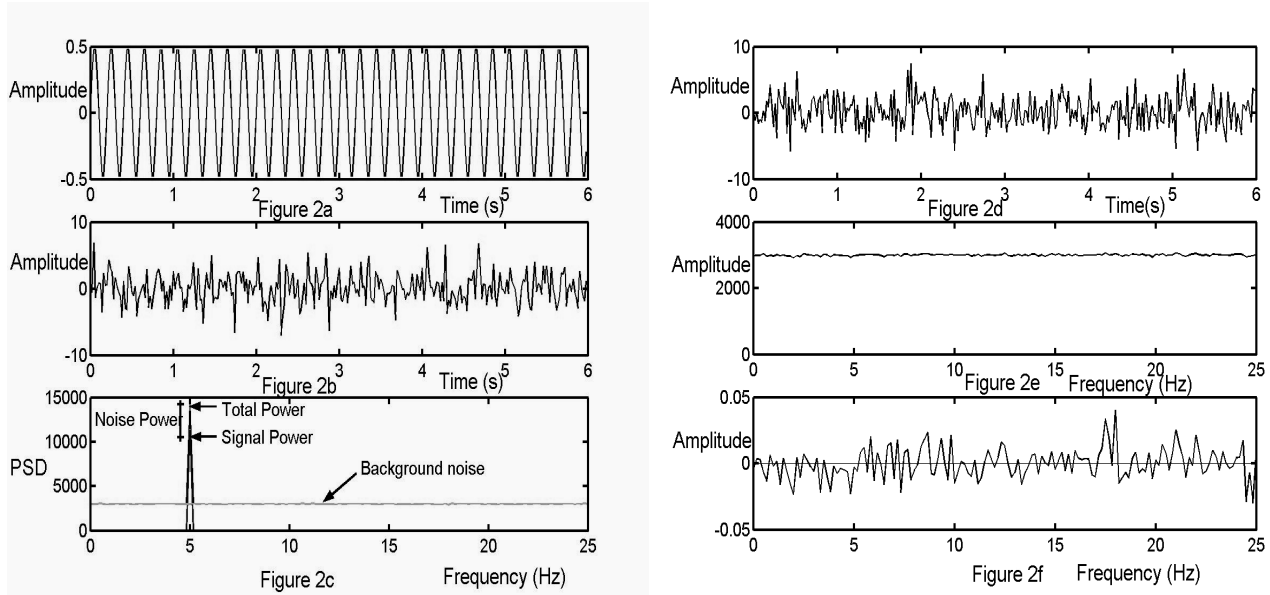 0.5
Amplitude
0
-0.5
0 1 2 3 4 5 6
Figure 2a Time (s)
10
Amplitude
0
-10
0 1 2 3 4 5 6
Figure 2b Time (s)
15000
Noise Power Total Power
10000 Signal Power
PSD
Background noise
5000
0
0 5 10 15 20 25
Figure 2c Frequency (Hz)
10
Amplitude
0
-10
0 1 2 3 4 5 6
Figure 2d Time(s)
4000
Amplitude
2000
0
0 5 10 15 20 25
Figure 2e Frequency (Hz)
0.05
Amplitude
0
-0.05
0 5 10 15 20 25
Figure 2f Frequency (Hz)